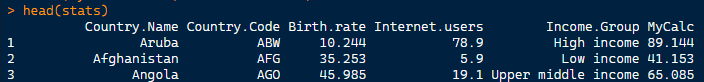 > head(stats)
Country.Name Country.Code Birth.rate Internet.users Income.Group MyCalc
1 Aruba ABW 10.244 78.9 High income 89.144
2 Afghanistan AFG 35.253 5.9 Low income 41.153
3 Angola AGO 45.985 19.1 Upper middle income 65.085